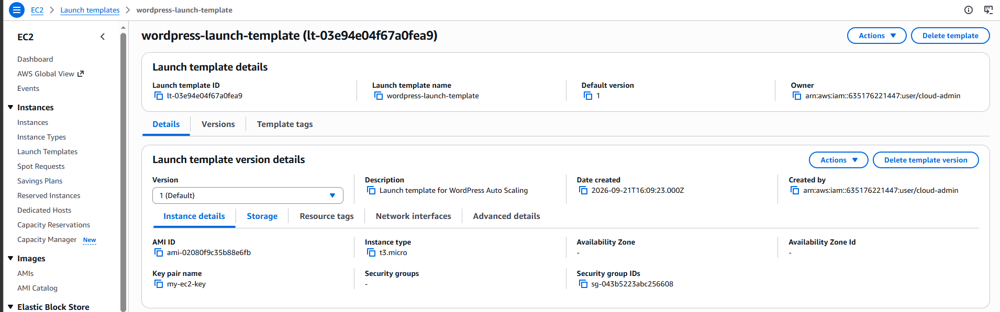 EC2 > Launch templates > wordpress-launch-template
EC2
Dashboard
AWS Global View
Events
Instances
Instances
Instance Types
Launch Templates
Spot Requests
Savings Plans
Reserved Instances
Dedicated Hosts
Capacity Reservations
Capacity Manager New
Images
AMIs
AMI Catalog
Elastic Block Store
wordpress-launch-template (lt-03e94e04f67a0fea9)
Actions Delete template
Launch template details
Launch template ID
lt-03e94e04f67a0fea9
Launch template name
wordpress-launch-template
Default version
1
Owner
arn:aws:iam::635176221447:user/cloud-admin
Details Versions Template tags
Launch template version details
Actions Delete template version
Version
1 (Default)
Description
Launch template for WordPress Auto Scaling
Date created
2026-09-21T16:09:23.000Z
Created by
arn:aws:iam::635176221447:user/cloud-admin
Instance details Storage Resource tags Network interfaces Advanced details
AMI ID
ami-02080f9c35b88e6fb
Instance type
t3.micro
Availability Zone
-
Availability Zone Id
-
Key pair name
my-ec2-key
Security groups
-
Security group IDs
sg-043b5223abc256608